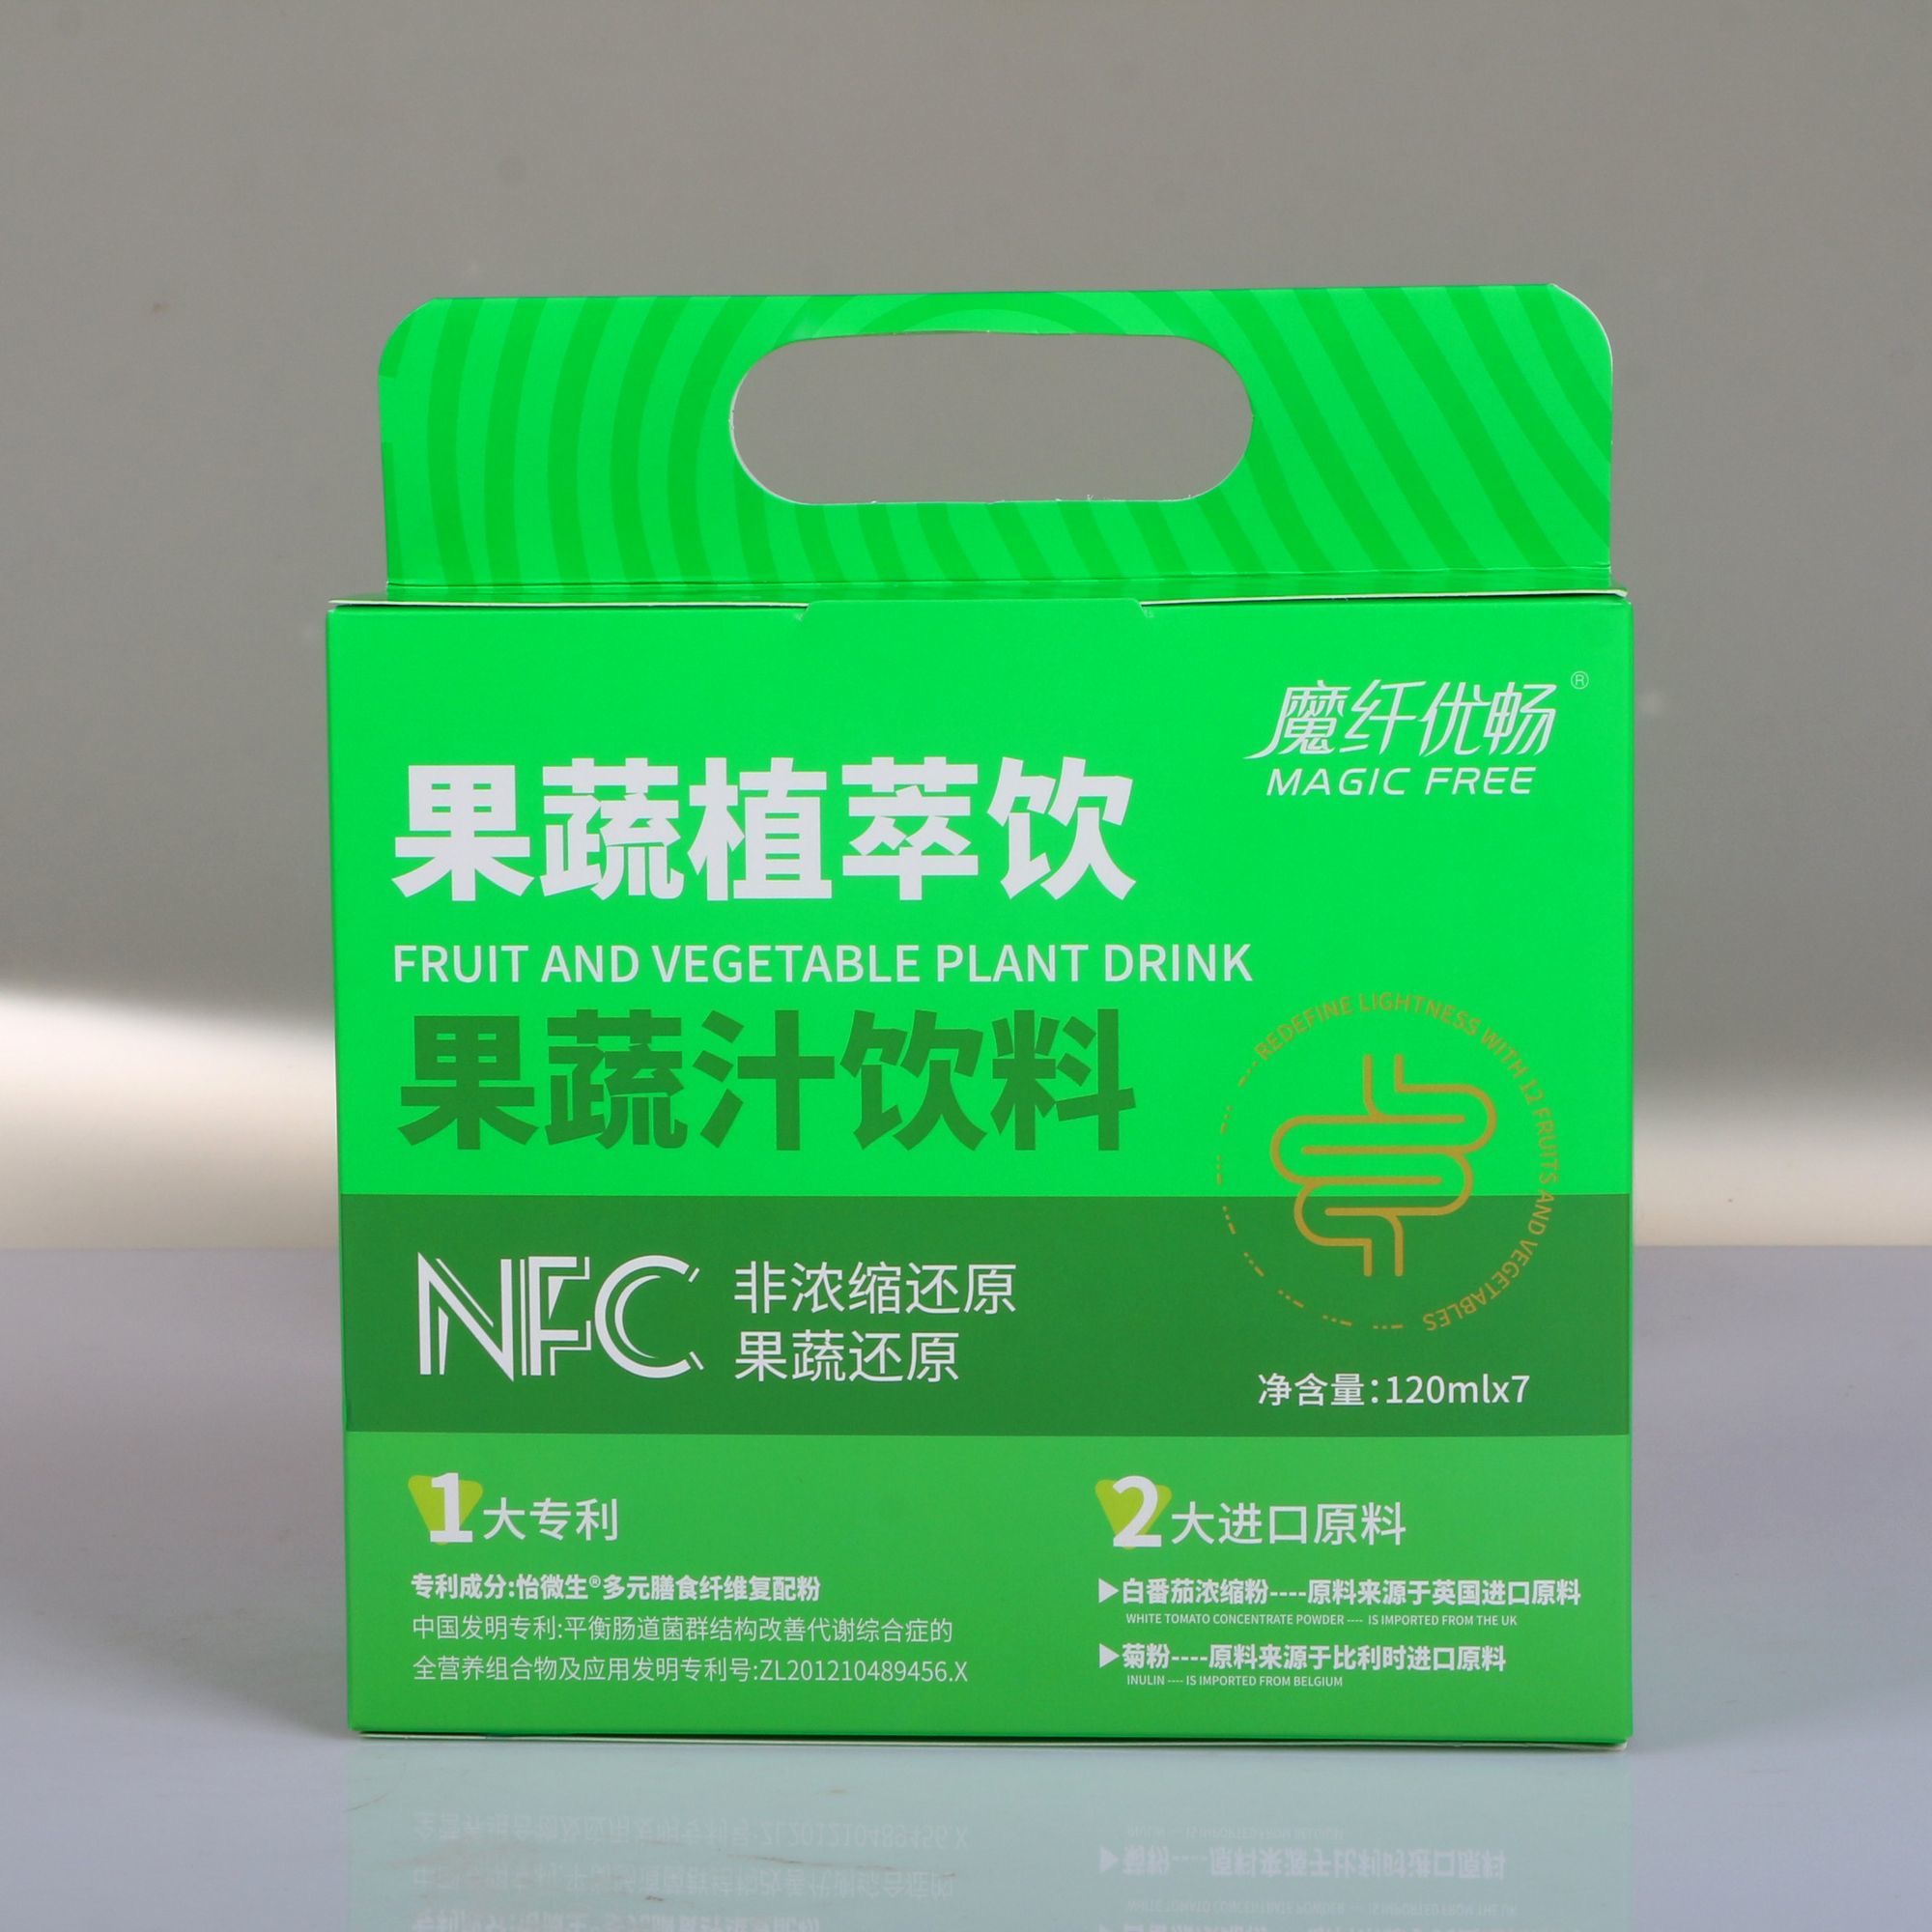 魔纤优畅®
MAGIC FREE
果蔬植萃饮
FRUIT AND VEGETABLE PLANT DRINK
果蔬汁饮料
REDEFINE LIGHTNESS WITH 12 FRUITS AND VEGETABLES
NFC
非浓缩还原
果蔬还原
净含量:120mlx7
1大专利
专利成分:怡微生®多元膳食纤维复配粉
中国发明专利:平衡肠道菌群结构改善代谢综合症的
全营养组合物及应用发明专利号:ZL201210489456.X
2大进口原料
▶白番茄浓缩粉----原料来源于英国进口原料
WHITE TOMATO CONCENTRATE POWDER ---- IS IMPORTED FROM THE UK
▶菊粉----原料来源于比利时进口原料
INULIN ---- IS IMPORTED FROM BELGIUM